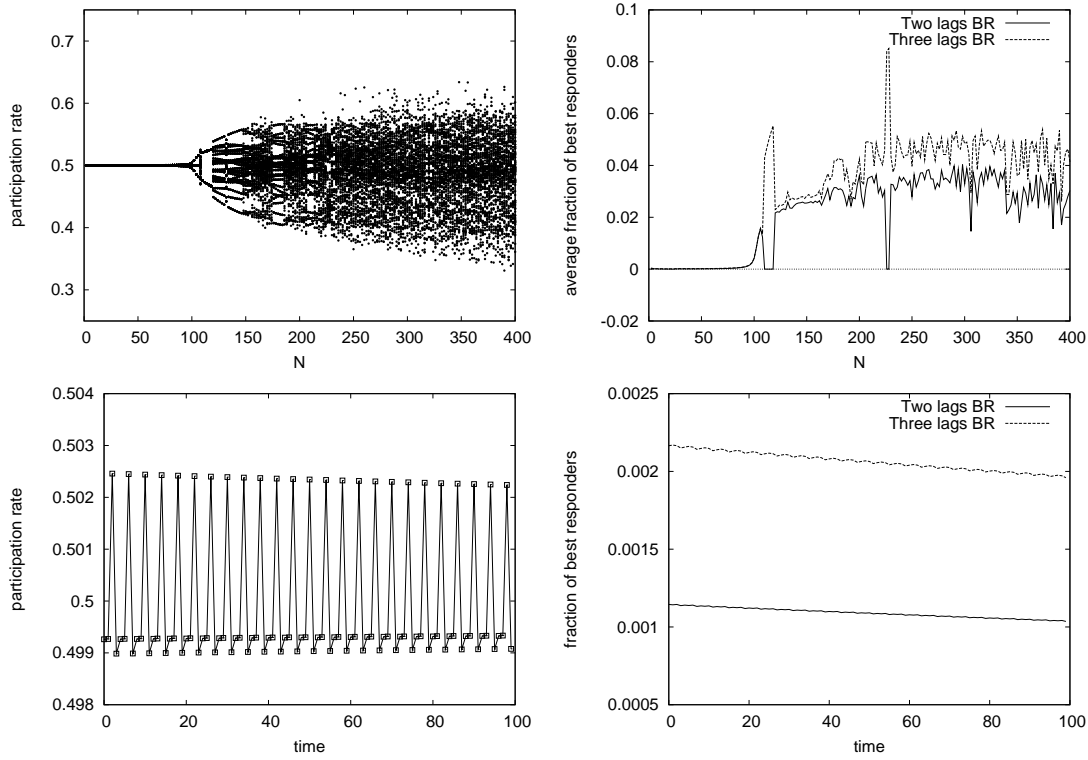 participation rate
0.7
0.6
0.5
0.4
0.3
0 50 100 150 200 250 300 350 400
N
average fraction of best responders
0.1
0.08
0.06
0.04
0.02
0
-0.02
Two lags BR
Three lags BR
0 50 100 150 200 250 300 350 400
N
participation rate
0.504
0.503
0.502
0.501
0.5
0.499
0.498
0 20 40 60 80 100
time
fraction of best responders
0.0025
0.002
0.0015
0.001
0.0005
Two lags BR
Three lags BR
0 20 40 60 80 100
time